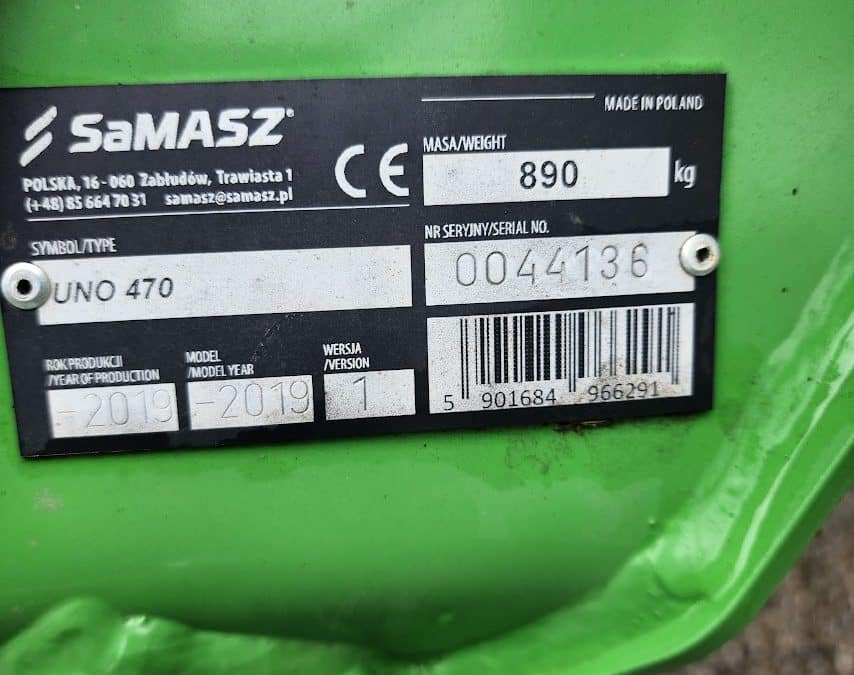 SaMASZ
POLSKA, 16-060 Zabłudów, Trawiasta 1
(+48) 85 664 70 31 samasz@samasz.pl
CE
MADE IN POLAND
MASA/WEIGHT
890 kg
SYMBOL/TYPE
UNO 470
NR SERYJNY/SERIAL NO.
0044136
ROK PRODUKCJI
/YEAR OF PRODUCTION
-2019
MODEL
/MODEL YEAR
-2019
WERSJA
/VERSION
1
5 901684 966291